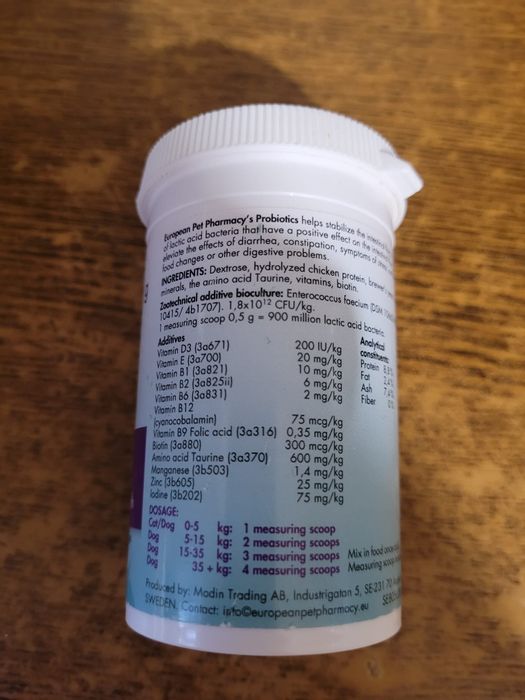 European Pet Pharmacy's Probiotics helps stabilize the intestinal
of lactic acid bacteria that have a positive effect on the
eleviate the effects of diarrhea, constipation, symptoms of
food changes or other digestive problems.
INGREDIENTS: Dextrose, hydrolyzed chicken protein,
minerals, the amino acid Taurine, vitamins, biotin.
Zootechnical additive bioculture: Enterococcus faecium (DSM
10415/ 4b1707). 1,8x10¹² CFU/kg.
1 measuring scoop 0,5 g = 900 million lactic acid bacteria.
Additives
Vitamin D3 (3a671) 200 IU/kg
Vitamin E (3a700) 20 mg/kg
Vitamin B1 (3a821) 10 mg/kg
Vitamin B2 (3a825ii) 6 mg/kg
Vitamin B6 (3a831) 2 mg/kg
Vitamin B12
(cyanocobalamin) 75 mcg/kg
Vitamin B9 Folic acid (3a316) 0,35 mg/kg
Biotin (3a880) 300 mcg/kg
Amino acid Taurine (3a370) 600 mg/kg
Manganese (3b503) 1,4 mg/kg
Zinc (3b605) 25 mg/kg
Iodine (3b202) 75 mg/kg
Analytical
constituents
Protein
Fat
Ash
Fiber
DOSAGE:
Cat/Dog 0-5 kg: 1 measuring scoop
Dog 5-15 kg: 2 measuring scoops
Dog 15-35 kg: 3 measuring scoops
Dog 35 + kg: 4 measuring scoops
Mix in food once
Measuring scoop
Produced by: Modin Trading AB, Industrigatan 5, SE-231 70
SWEDEN. Contact: info@europeanpetpharmacy.eu